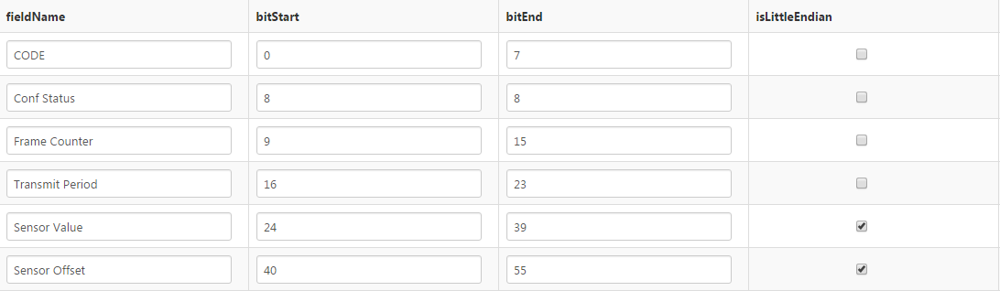 fieldName bitStart bitEnd isLittleEndian
CODE 0 7
Conf Status 8 8
Frame Counter 9 15
Transmit Period 16 23
Sensor Value 24 39
Sensor Offset 40 55